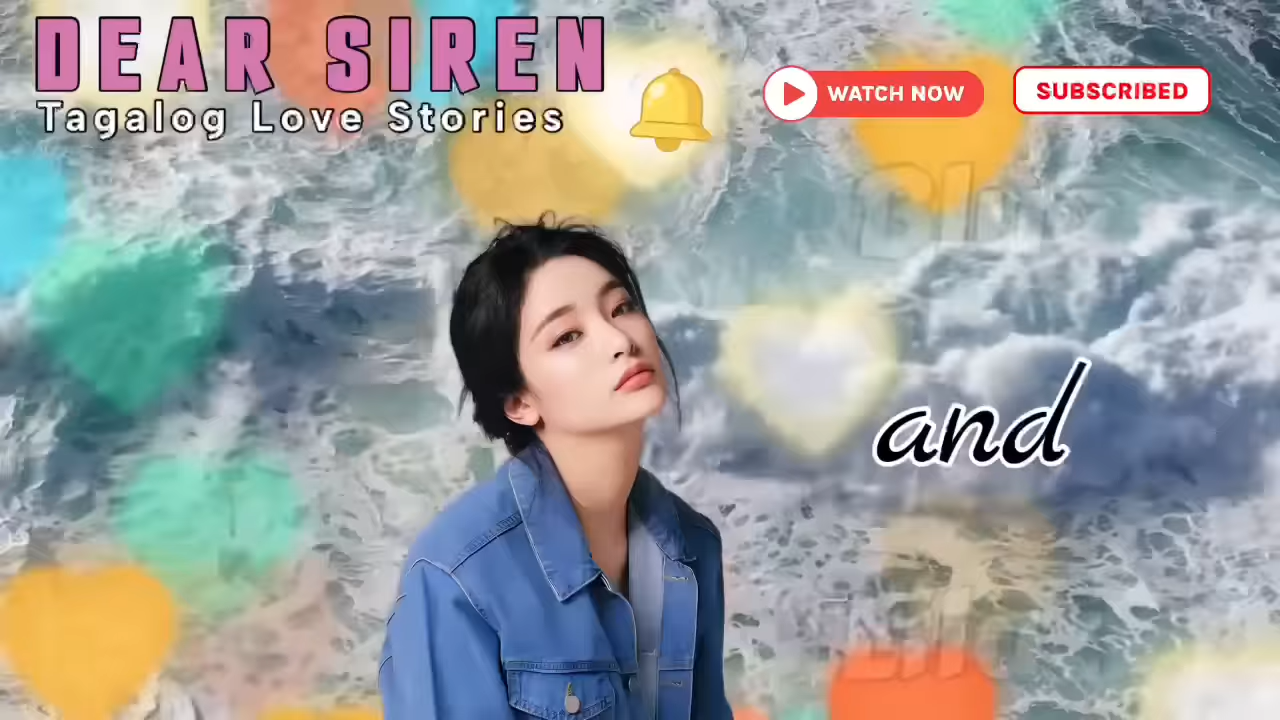 DEAR SIREN
Tagalog Love Stories
WATCH NOW
SUBSCRIBED
and